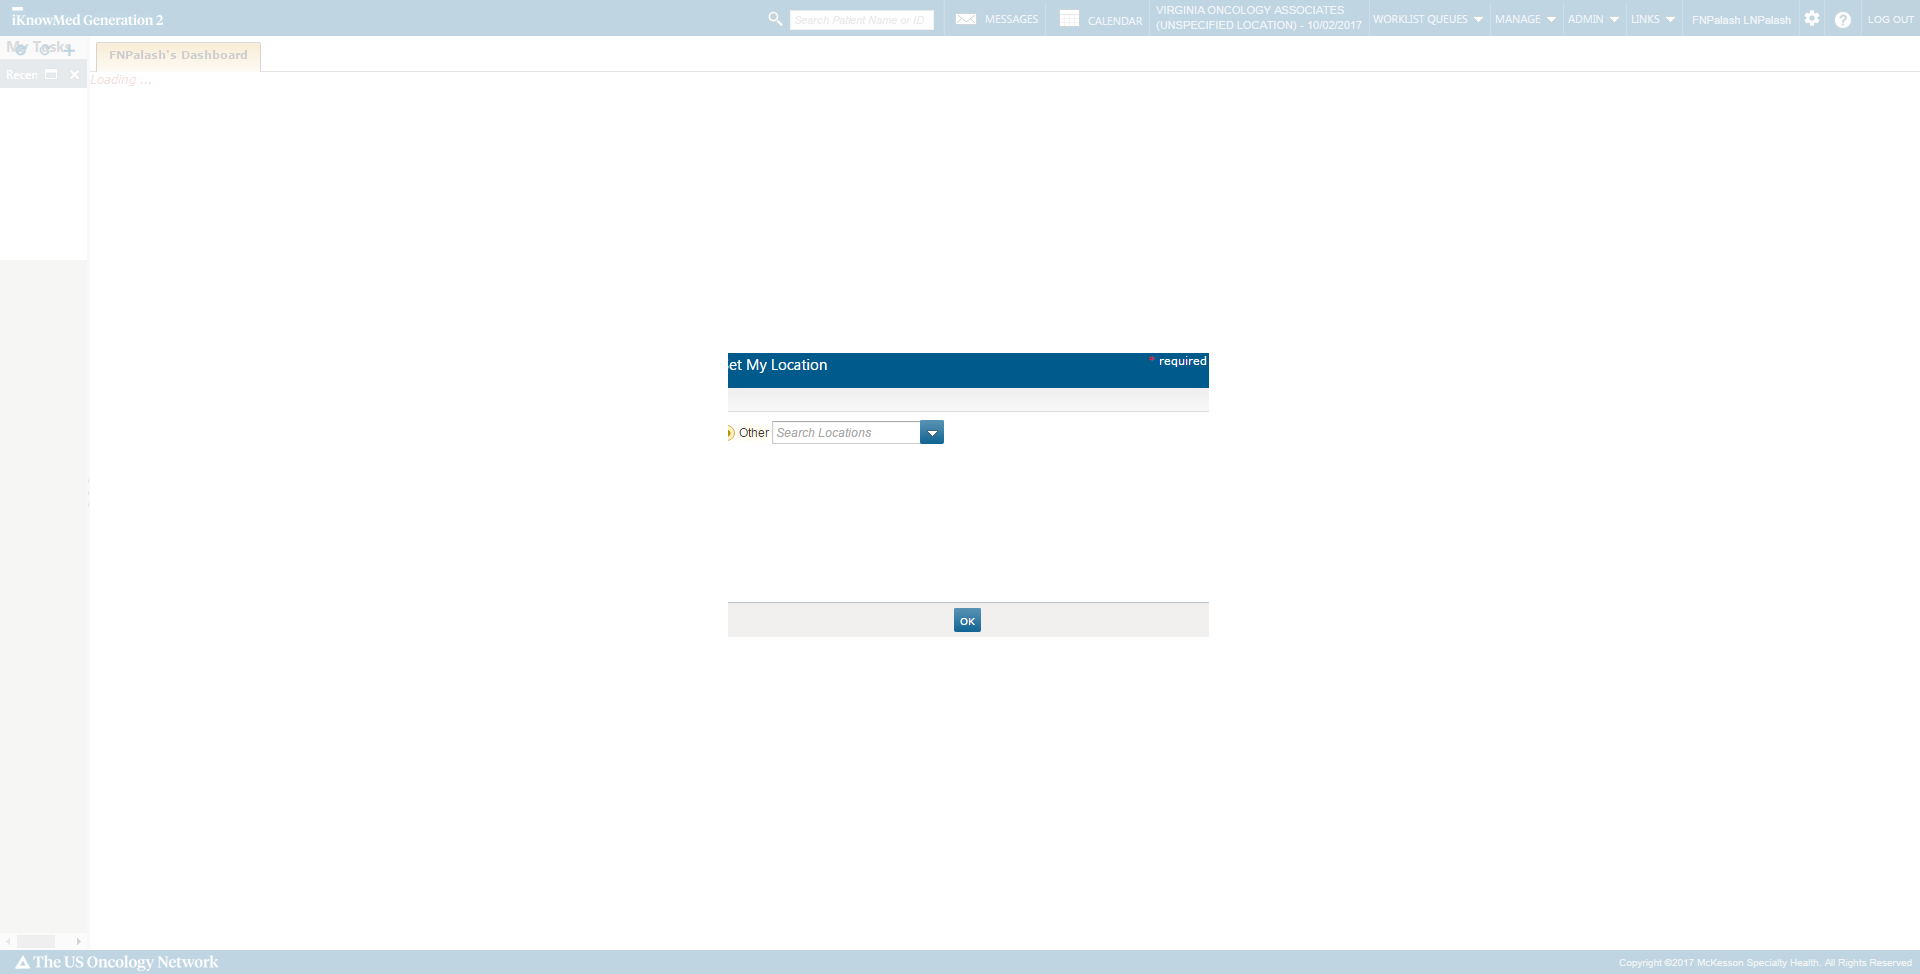 iKnowMed Generation 2
Search Patient Name or ID
MESSAGES
CALENDAR
VIRGINIA ONCOLOGY ASSOCIATES
(UNSPECIFIED LOCATION) - 10/02/2017
WORKLIST QUEUES
MANAGE
ADMIN
LINKS
FNPalash LNPalash
LOG OUT
My Tasks
FNPalash's Dashboard
Recen
Loading ...
et My Location
* required
Other
Search Locations
OK
The US Oncology Network
Copyright ©2017 McKesson Specialty Health. All Rights Reserved